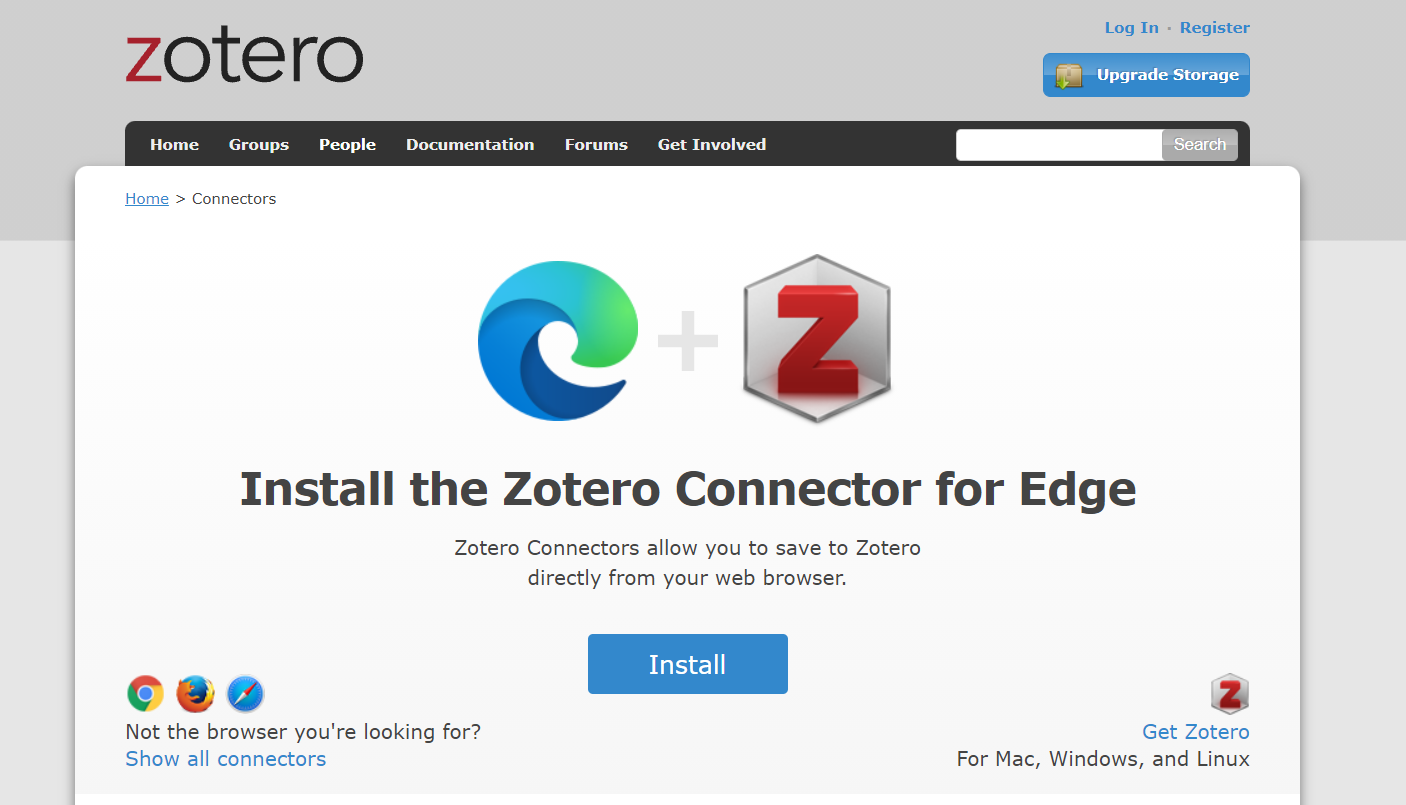 zotero
Log In · Register
Upgrade Storage
Home Groups People Documentation Forums Get Involved Search
Home > Connectors
Z
Install the Zotero Connector for Edge
Zotero Connectors allow you to save to Zotero
directly from your web browser.
Install
Z
Not the browser you're looking for?
Show all connectors
Get Zotero
For Mac, Windows, and Linux